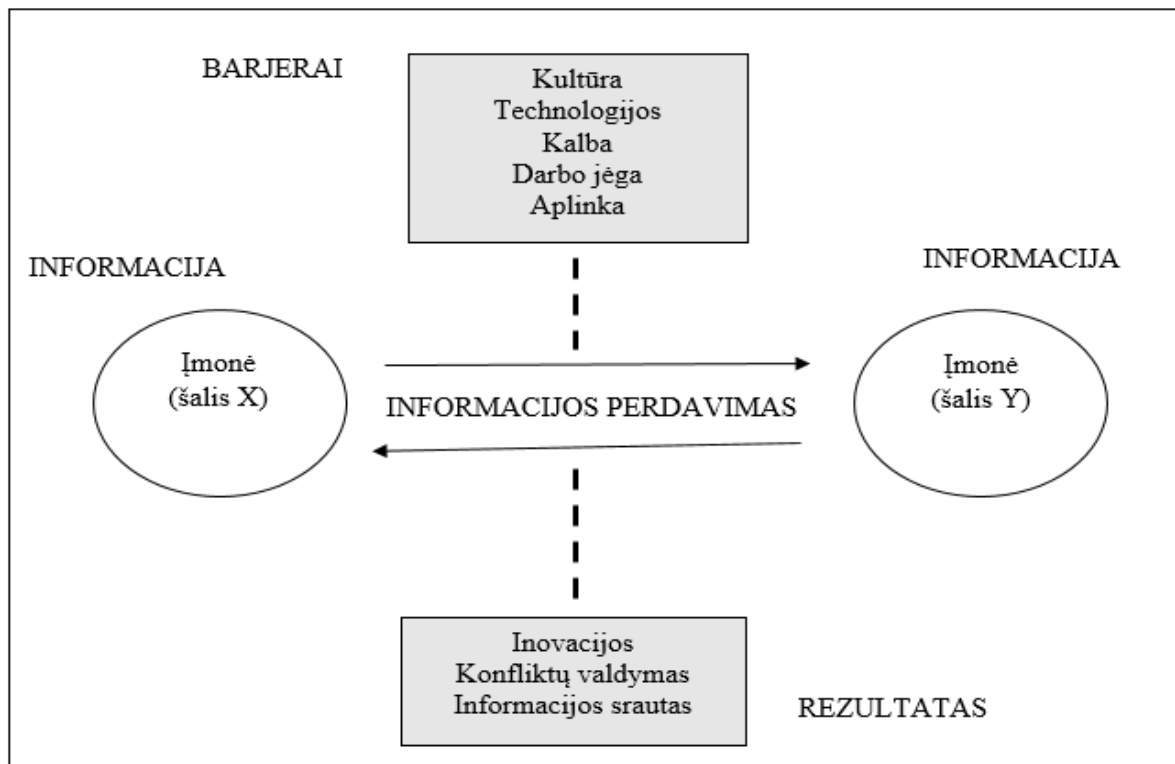 BARJERAI
Kultūra
Technologijos
Kalba
Darbo jėga
Aplinka
INFORMACIJA
INFORMACIJA
Įmonė
(šalis X)
Įmonė
(šalis Y)
INFORMACIJOS PERDAVIMAS
Inovacijos
Konfliktų valdymas
Informacijos srautas
REZULTATAS